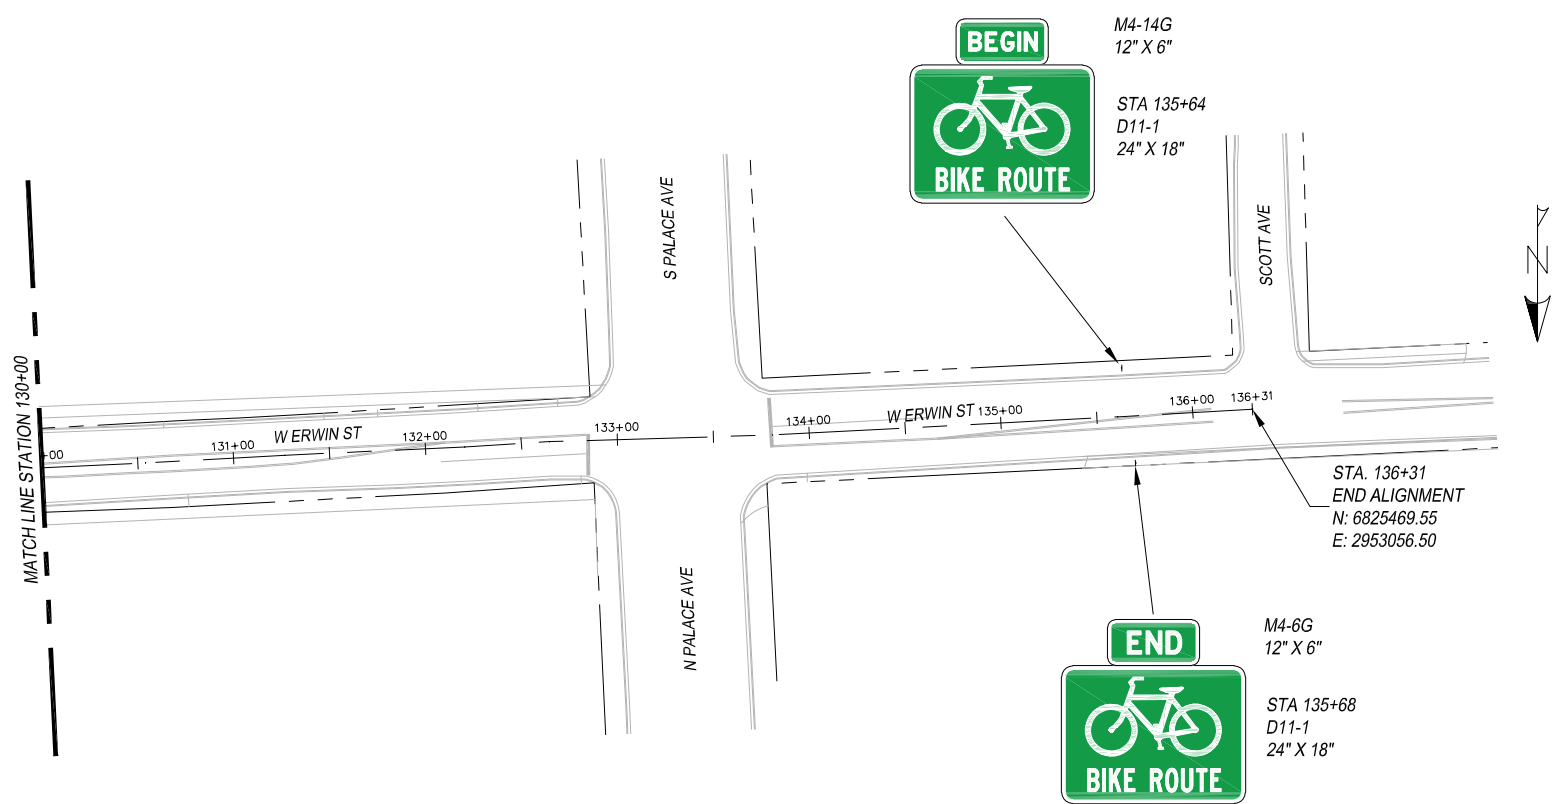 BEGIN
BIKE ROUTE
M4-14G
12" X 6"
STA 135+64
D11-1
24" X 18"
S PALACE AVE
SCOTT AVE
N
MATCH LINE STATION 130+00
+00
131+00
W ERWIN ST
132+00
133+00
134+00
W ERWIN ST
135+00
136+00
136+31
STA. 136+31
END ALIGNMENT
N: 6825469.55
E: 2953056.50
N PALACE AVE
END
BIKE ROUTE
M4-6G
12" X 6"
STA 135+68
D11-1
24" X 18"